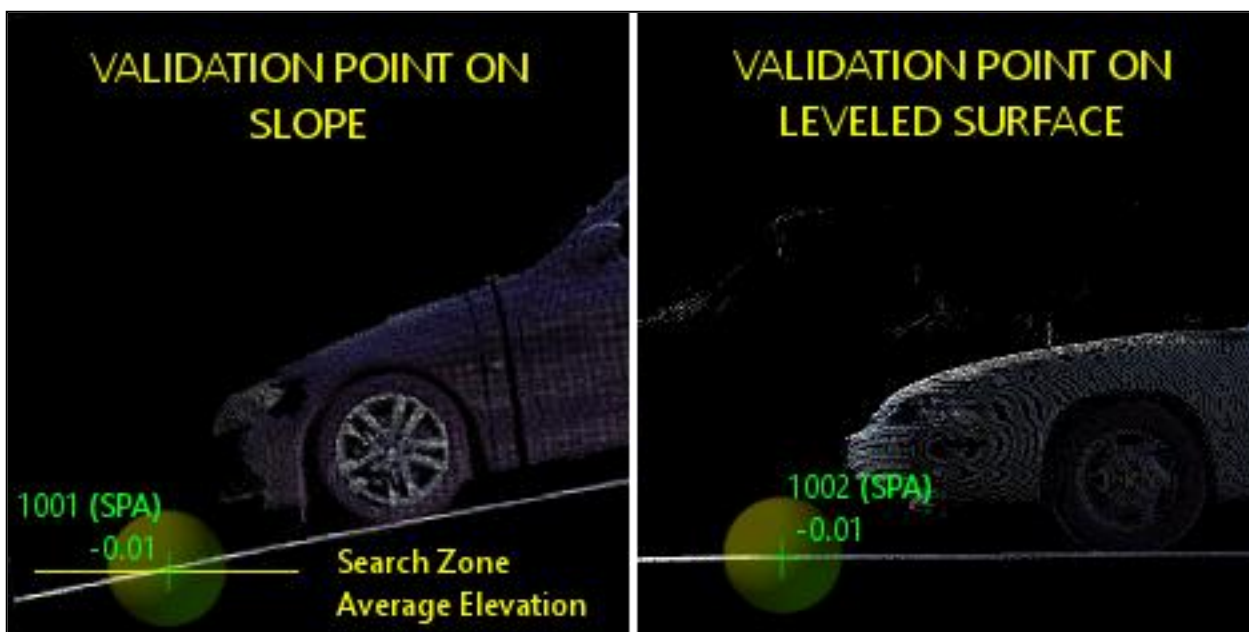 VALIDATION POINT ON
SLOPE
1001 (SPA)
-0.01
Search Zone
Average Elevation
VALIDATION POINT ON
LEVELED SURFACE
1002 (SPA)
-0.01